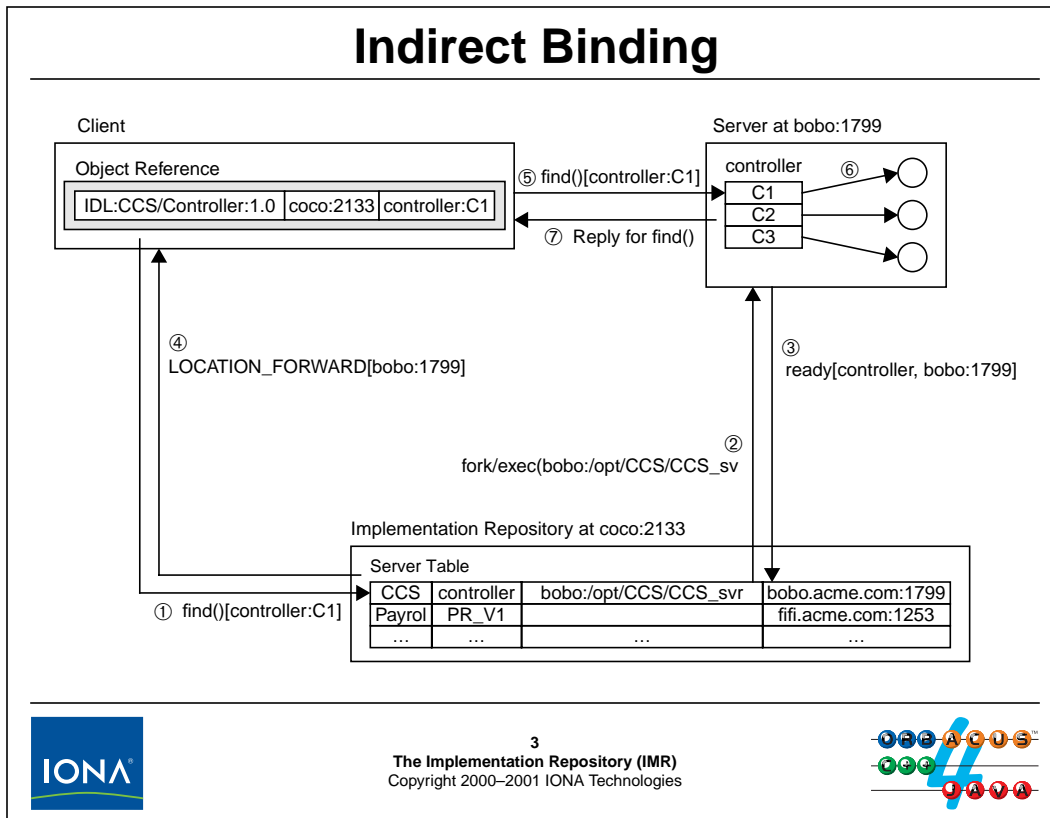 Indirect Binding
Client
Server at bobo:1799
Object Reference
IDL:CCS/Controller:1.0 coco:2133 controller:C1
⑤ find()[controller:C1]
⑦ Reply for find()
controller
⑥
C1
C2
C3
④
LOCATION_FORWARD[bobo:1799]
③
ready[controller, bobo:1799]
②
fork/exec(bobo:/opt/CCS/CCS_sv
Implementation Repository at coco:2133
Server Table
① find()[controller:C1]
CCS controller bobo:/opt/CCS/CCS_svr bobo.acme.com:1799
Payrol PR_V1 fifi.acme.com:1253
… … … …
IONA
3
The Implementation Repository (IMR)
Copyright 2000–2001 IONA Technologies
ORBACUS™
C++ 4
JAVA